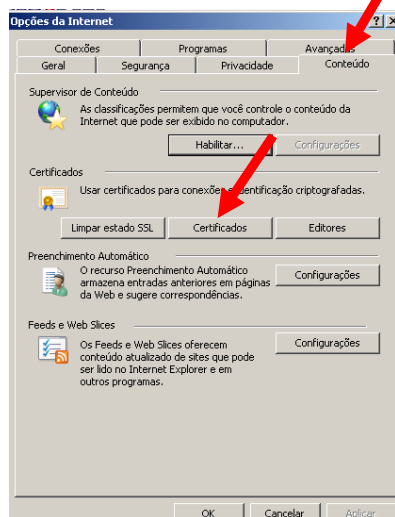 Opções da Internet
Conexões Programas Avançadas
Geral Segurança Privacidade Conteúdo
Supervisor de Conteúdo
As classificações permitem que você controle o conteúdo da
Internet que pode ser exibido no computador.
Habilitar... Configurações
Certificados
Usar certificados para conexões e identificação criptografadas.
Limpar estado SSL Certificados Editores
Preenchimento Automático
O recurso Preenchimento Automático
armazena entradas anteriores em páginas
da Web e sugere correspondências.
Configurações
Feeds e Web Slices
Os Feeds e Web Slices oferecem
conteúdo atualizado de sites que pode
ser lido no Internet Explorer e em
outros programas.
Configurações
OK Cancelar Aplicar